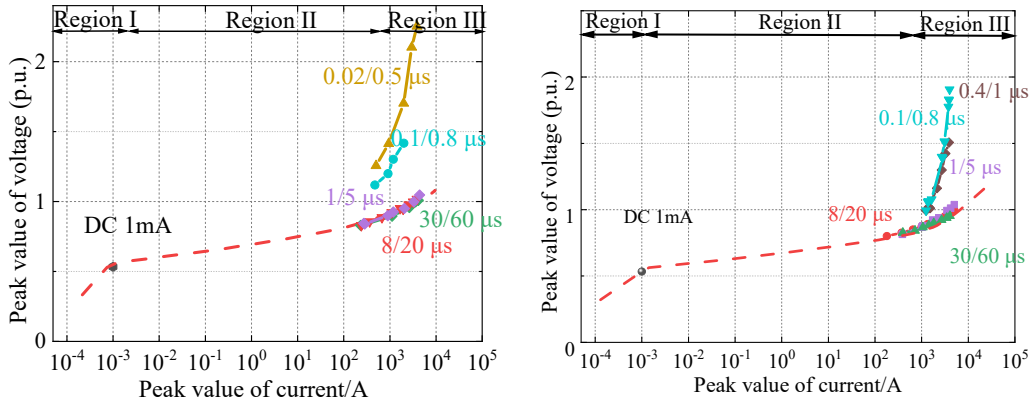 Region I Region II Region III
2
1
0
Peak value of voltage (p.u.)
0.02/0.5 μs
0.1/0.8 μs
1/5 μs
DC 1mA
30/60 μs
8/20 μs
10⁻⁴ 10⁻³ 10⁻² 10⁻¹ 10⁰ 10¹ 10² 10³ 10⁴ 10⁵
Peak value of current/A
Region I Region II Region III
2
1
0
Peak value of voltage (p.u.)
0.4/1 μs
0.1/0.8 μs
1/5 μs
DC 1mA
8/20 μs
30/60 μs
10⁻⁴ 10⁻³ 10⁻² 10⁻¹ 10⁰ 10¹ 10² 10³ 10⁴ 10⁵
Peak value of current/A